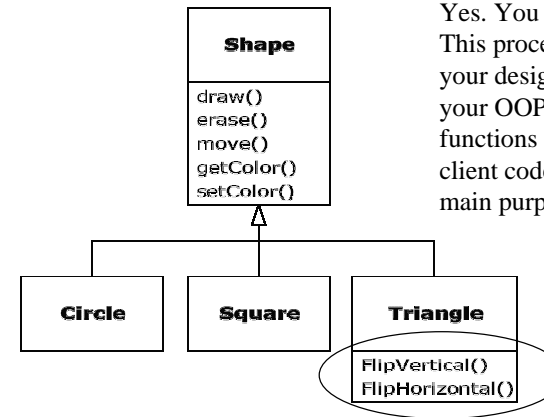 Yes. You
This proce
your desig
your OOP
functions
client cod
main purp
Shape
draw()
erase()
move()
getColor()
setColor()
Circle
Square
Triangle
FlipVertical()
FlipHorizontal()